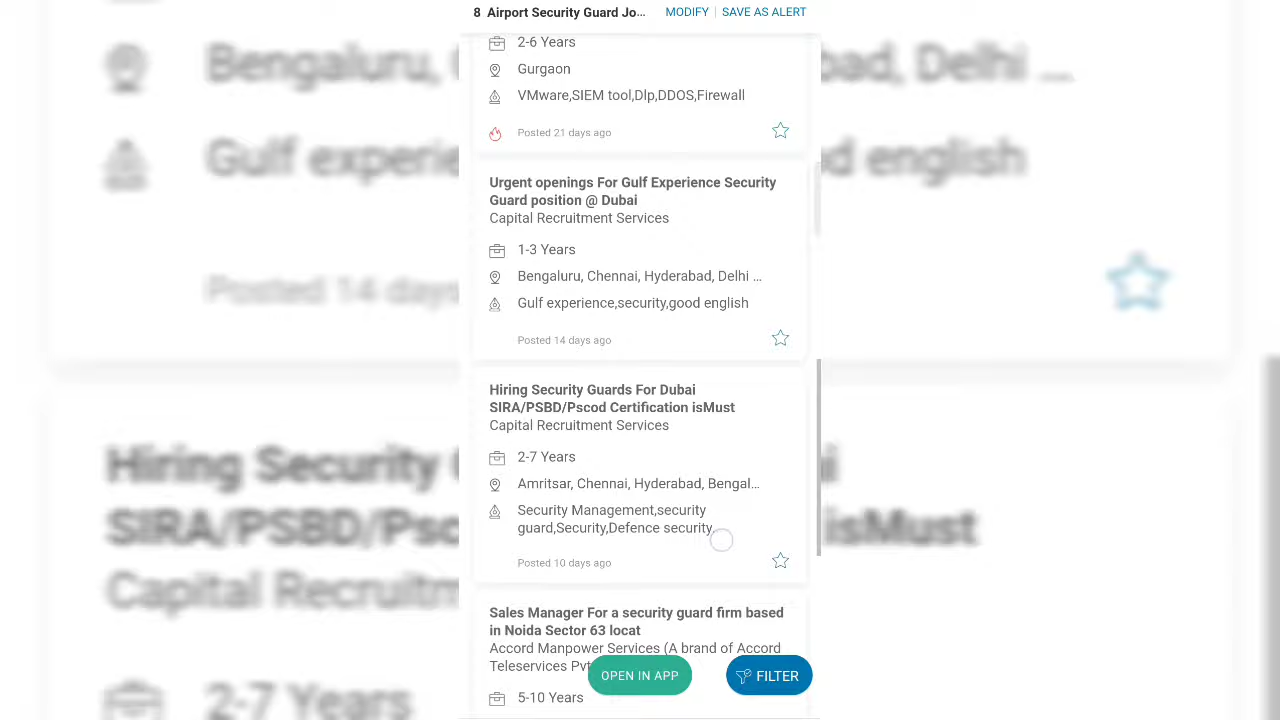 8 Airport Security Guard Jo... MODIFY SAVE AS ALERT
2-6 Years
Gurgaon
VMware,SIEM tool,Dlp,DDOS,Firewall
Posted 21 days ago
Urgent openings For Gulf Experience Security
Guard position @ Dubai
Capital Recruitment Services
1-3 Years
Bengaluru, Chennai, Hyderabad, Delhi ...
Gulf experience,security,good english
Posted 14 days ago
Hiring Security Guards For Dubai
SIRA/PSBD/Pscod Certification isMust
Capital Recruitment Services
2-7 Years
Amritsar, Chennai, Hyderabad, Bengal...
Security Management,security
guard,Security,Defence security,
Posted 10 days ago
Sales Manager For a security guard firm based
in Noida Sector 63 locat
Accord Manpower Services (A brand of Accord
Teleservices Pvt
OPEN IN APP
FILTER
5-10 Years